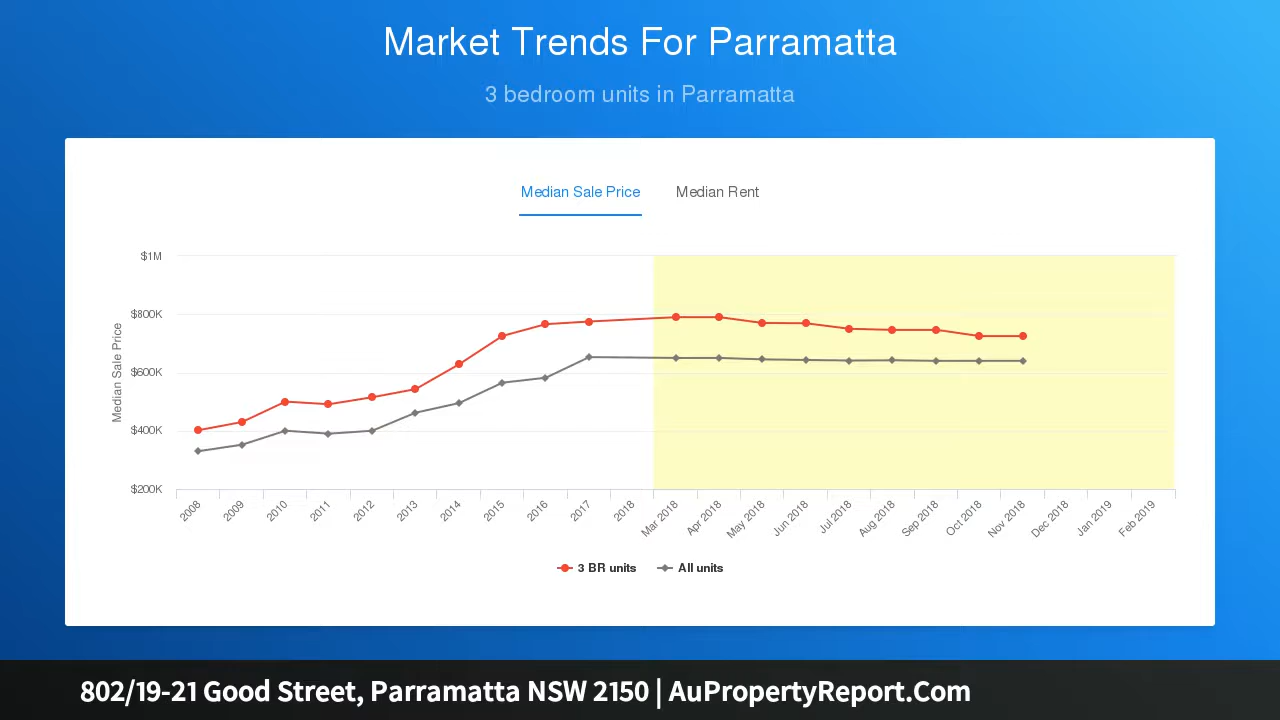 Market Trends For Parramatta
3 bedroom units in Parramatta
Median Sale Price Median Rent
Median Sale Price
$1M
$800K
$600K
$400K
$200K
2008 2009 2010 2011 2012 2013 2014 2015 2016 2017 2018 Mar 2018 Apr 2018 May 2018 Jun 2018 Jul 2018 Aug 2018 Sep 2018 Oct 2018 Nov 2018 Dec 2018 Jan 2019 Feb 2019
3 BR units All units
802/19-21 Good Street, Parramatta NSW 2150 | AuPropertyReport.Com